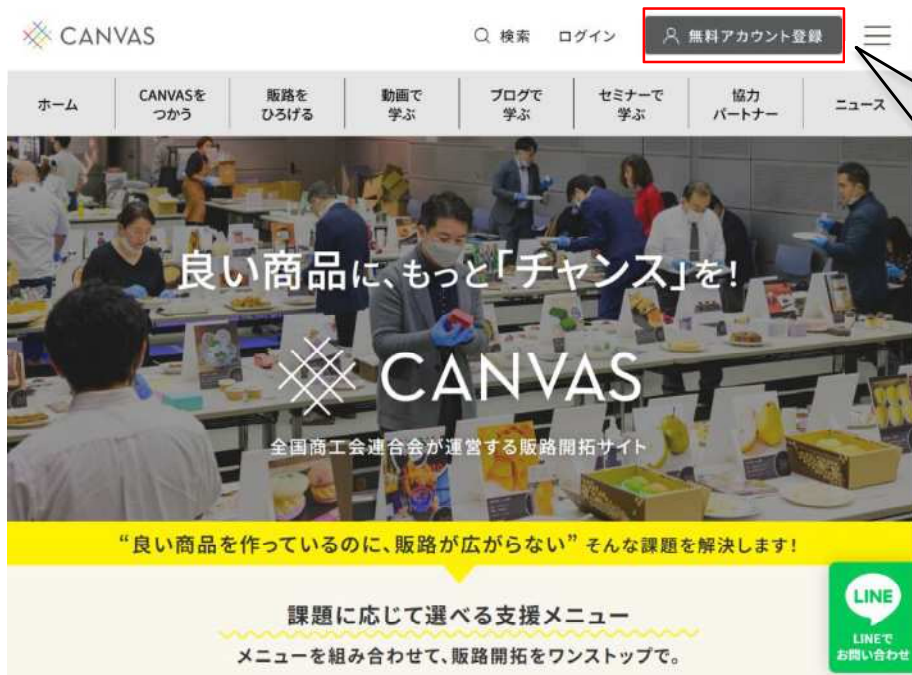 CANVAS
検索
ログイン
無料アカウント登録
ホーム
CANVASを
つかう
販路を
ひろげる
動画で
学ぶ
ブログで
学ぶ
セミナーで
学ぶ
協力
パートナー
ニュース
良い商品に、もっと「チャンス」を!
CANVAS
全国商工会連合会が運営する販路開拓サイト
“良い商品を作っているのに、販路が広がらない” そんな課題を解決します!
課題に応じて選べる支援メニュー
メニューを組み合わせて、販路開拓をワンストップで。
LINE
LINEで
お問い合わせ